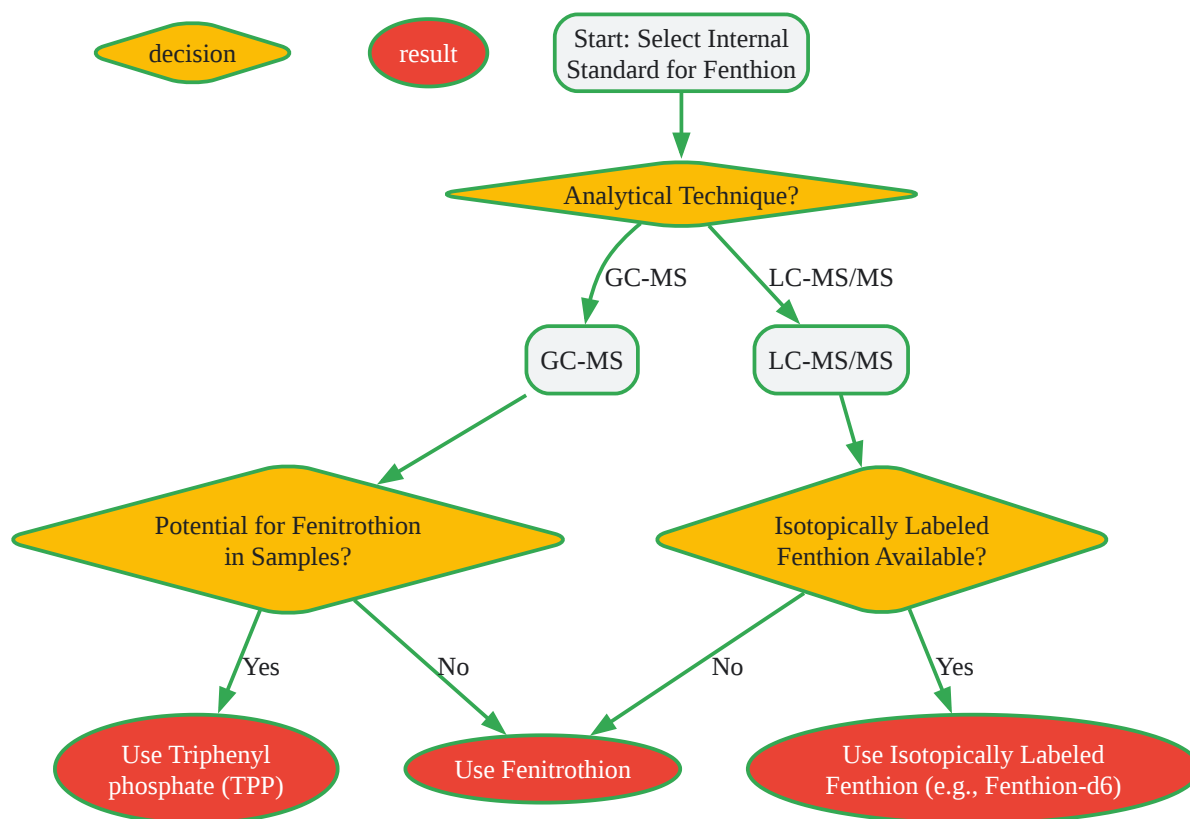 decision
result
Start: Select Internal
Standard for Fenthion
Analytical Technique?
GC-MS
LC-MS/MS
GC-MS
LC-MS/MS
Potential for Fenitrothion
in Samples?
Isotopically Labeled
Fenthion Available?
Yes
No
No
Yes
Use Triphenyl
phosphate (TPP)
Use Fenitrothion
Use Isotopically Labeled
Fenthion (e.g., Fenthion-d6)